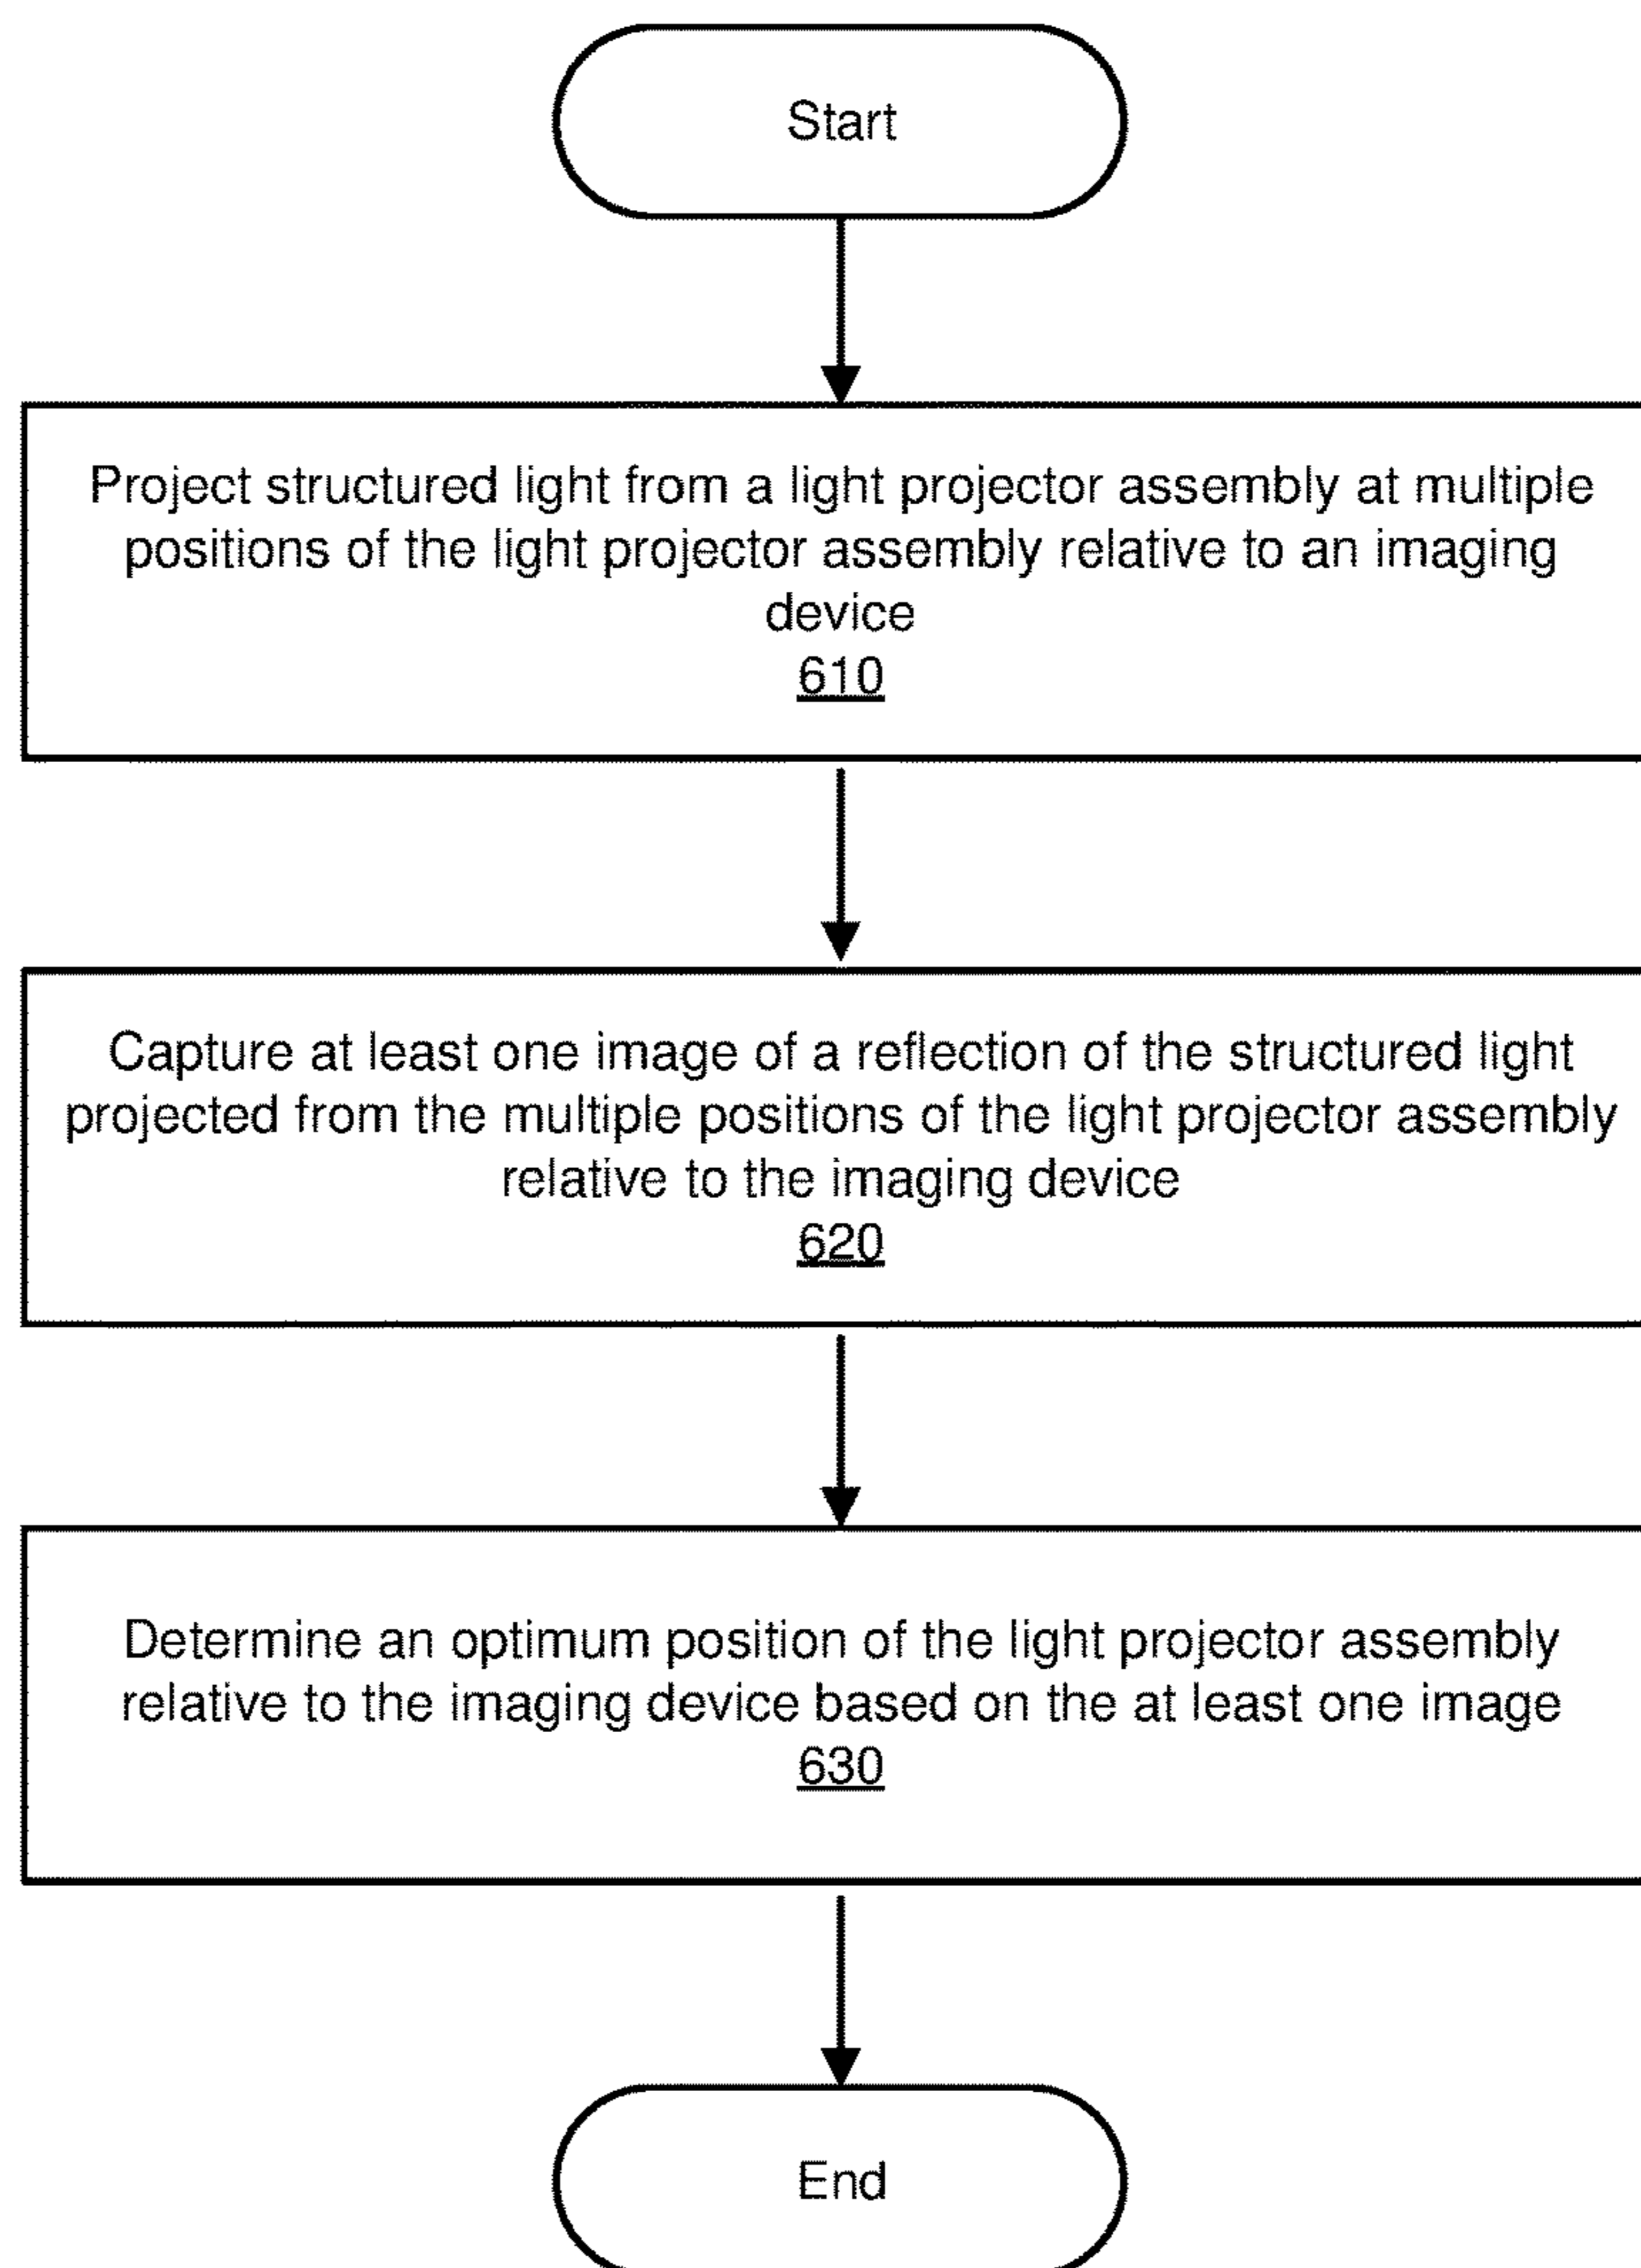 Start
Project structured light from a light projector assembly at multiple
positions of the light projector assembly relative to an imaging
device
610
Capture at least one image of a reflection of the structured light
projected from the multiple positions of the light projector assembly
relative to the imaging device
620
Determine an optimum position of the light projector assembly
relative to the imaging device based on the at least one image
630
End